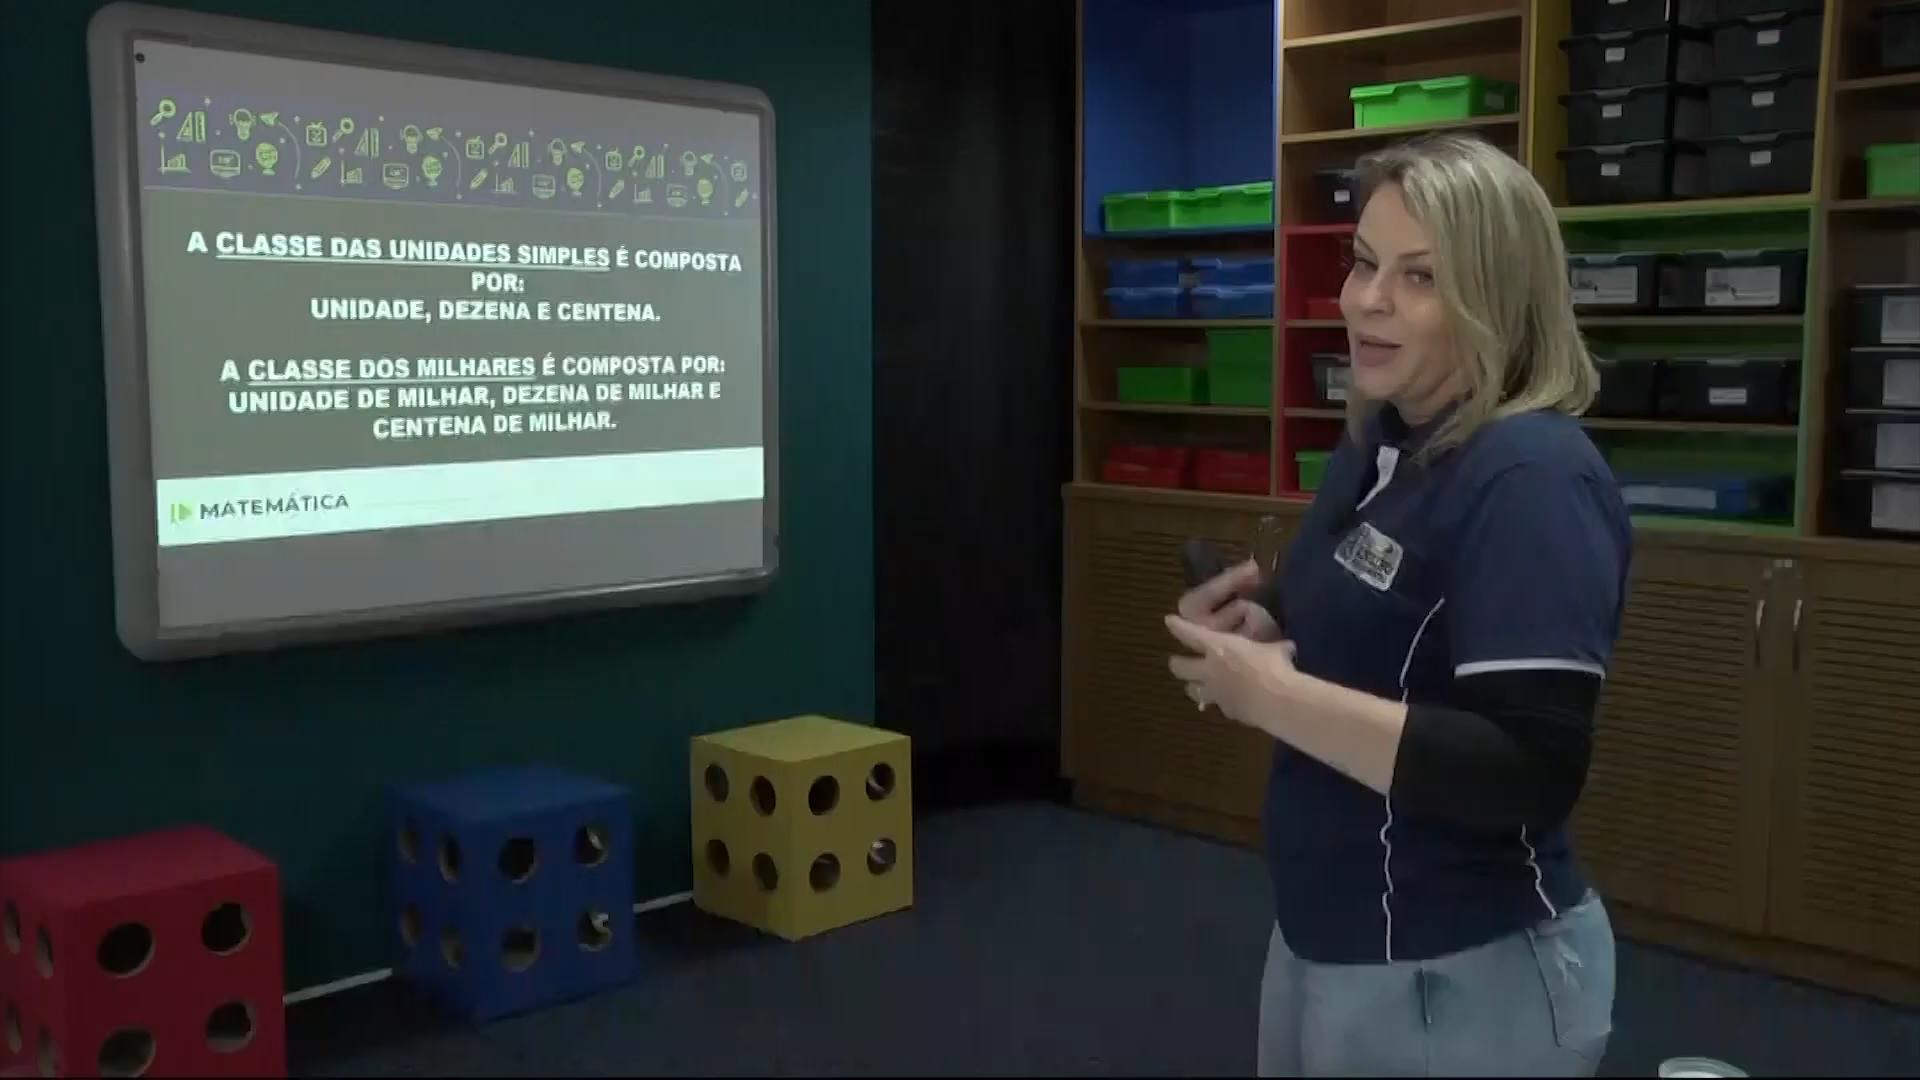 A CLASSE DAS UNIDADES SIMPLES É COMPOSTA
POR:
UNIDADE, DEZENA E CENTENA.
A CLASSE DOS MILHARES É COMPOSTA POR:
UNIDADE DE MILHAR, DEZENA DE MILHAR E
CENTENA DE MILHAR.
MATEMÁTICA